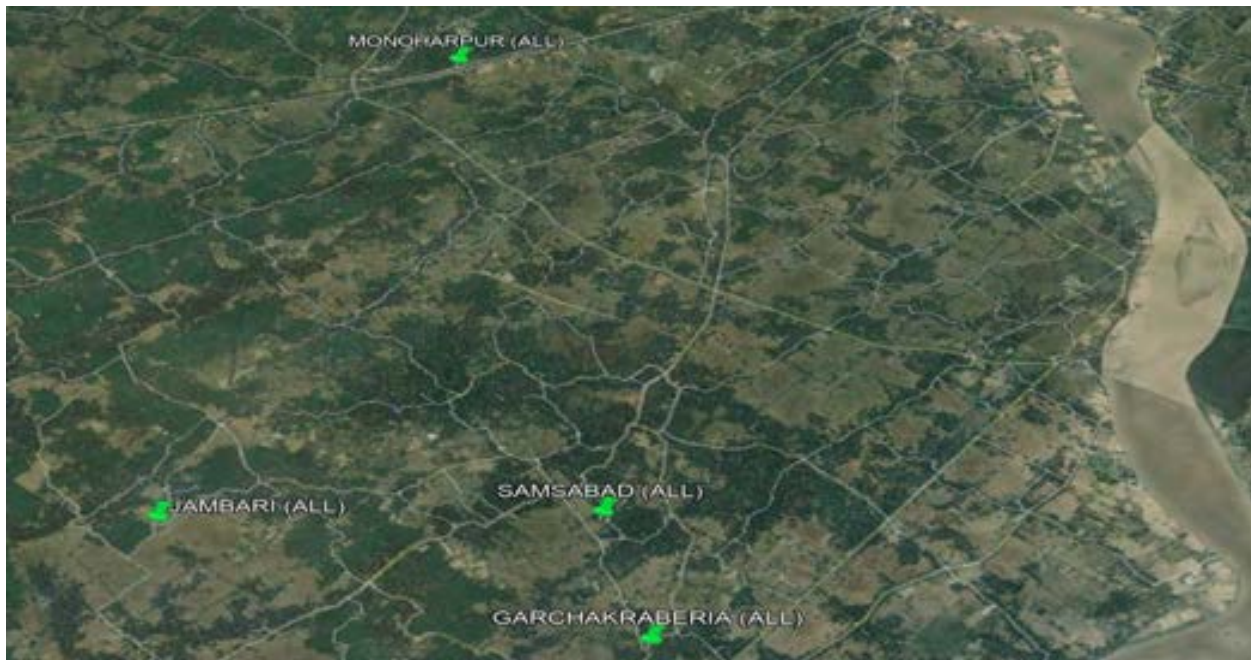 MONOHARPUR (ALL)
JAMBARI (ALL)
SAMSABAD (ALL)
GARCHAKRABERIA (ALL)